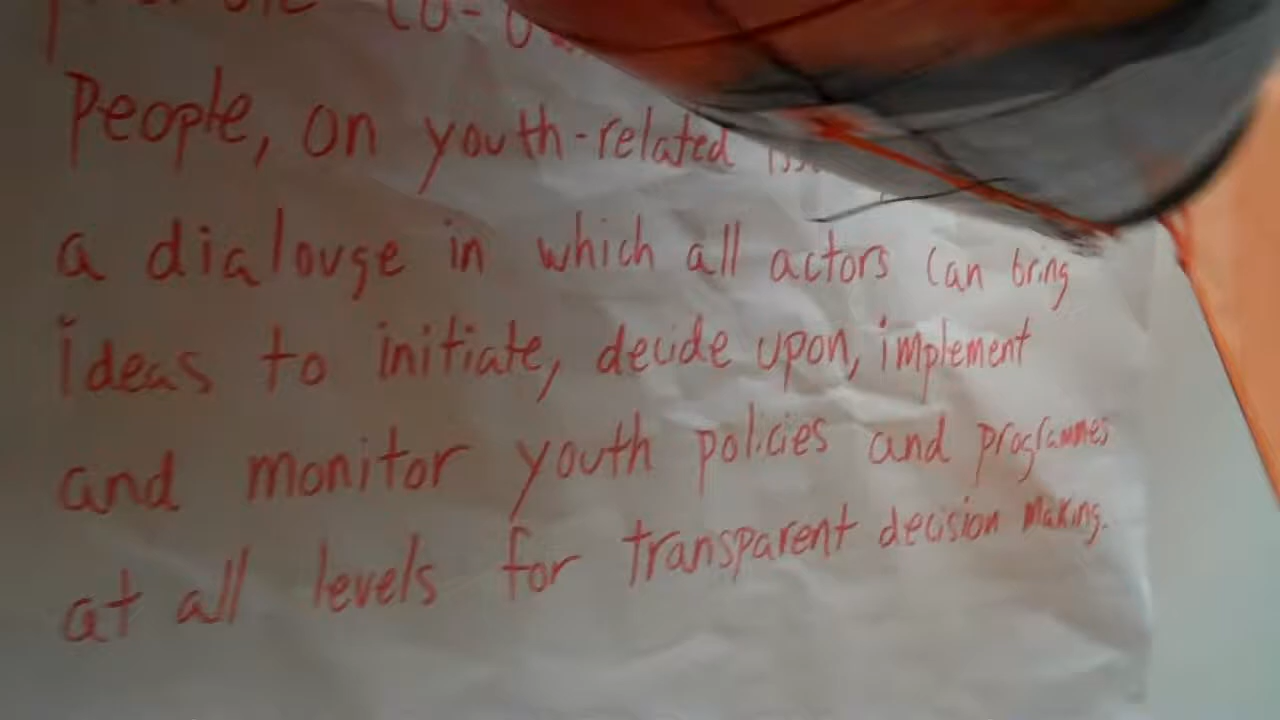 People, on youth-related
a dialouge in which all actors can bring
ideas to initiate, decide upon, implement
and monitor youth policies and programmes
at all levels for transparent decision making.